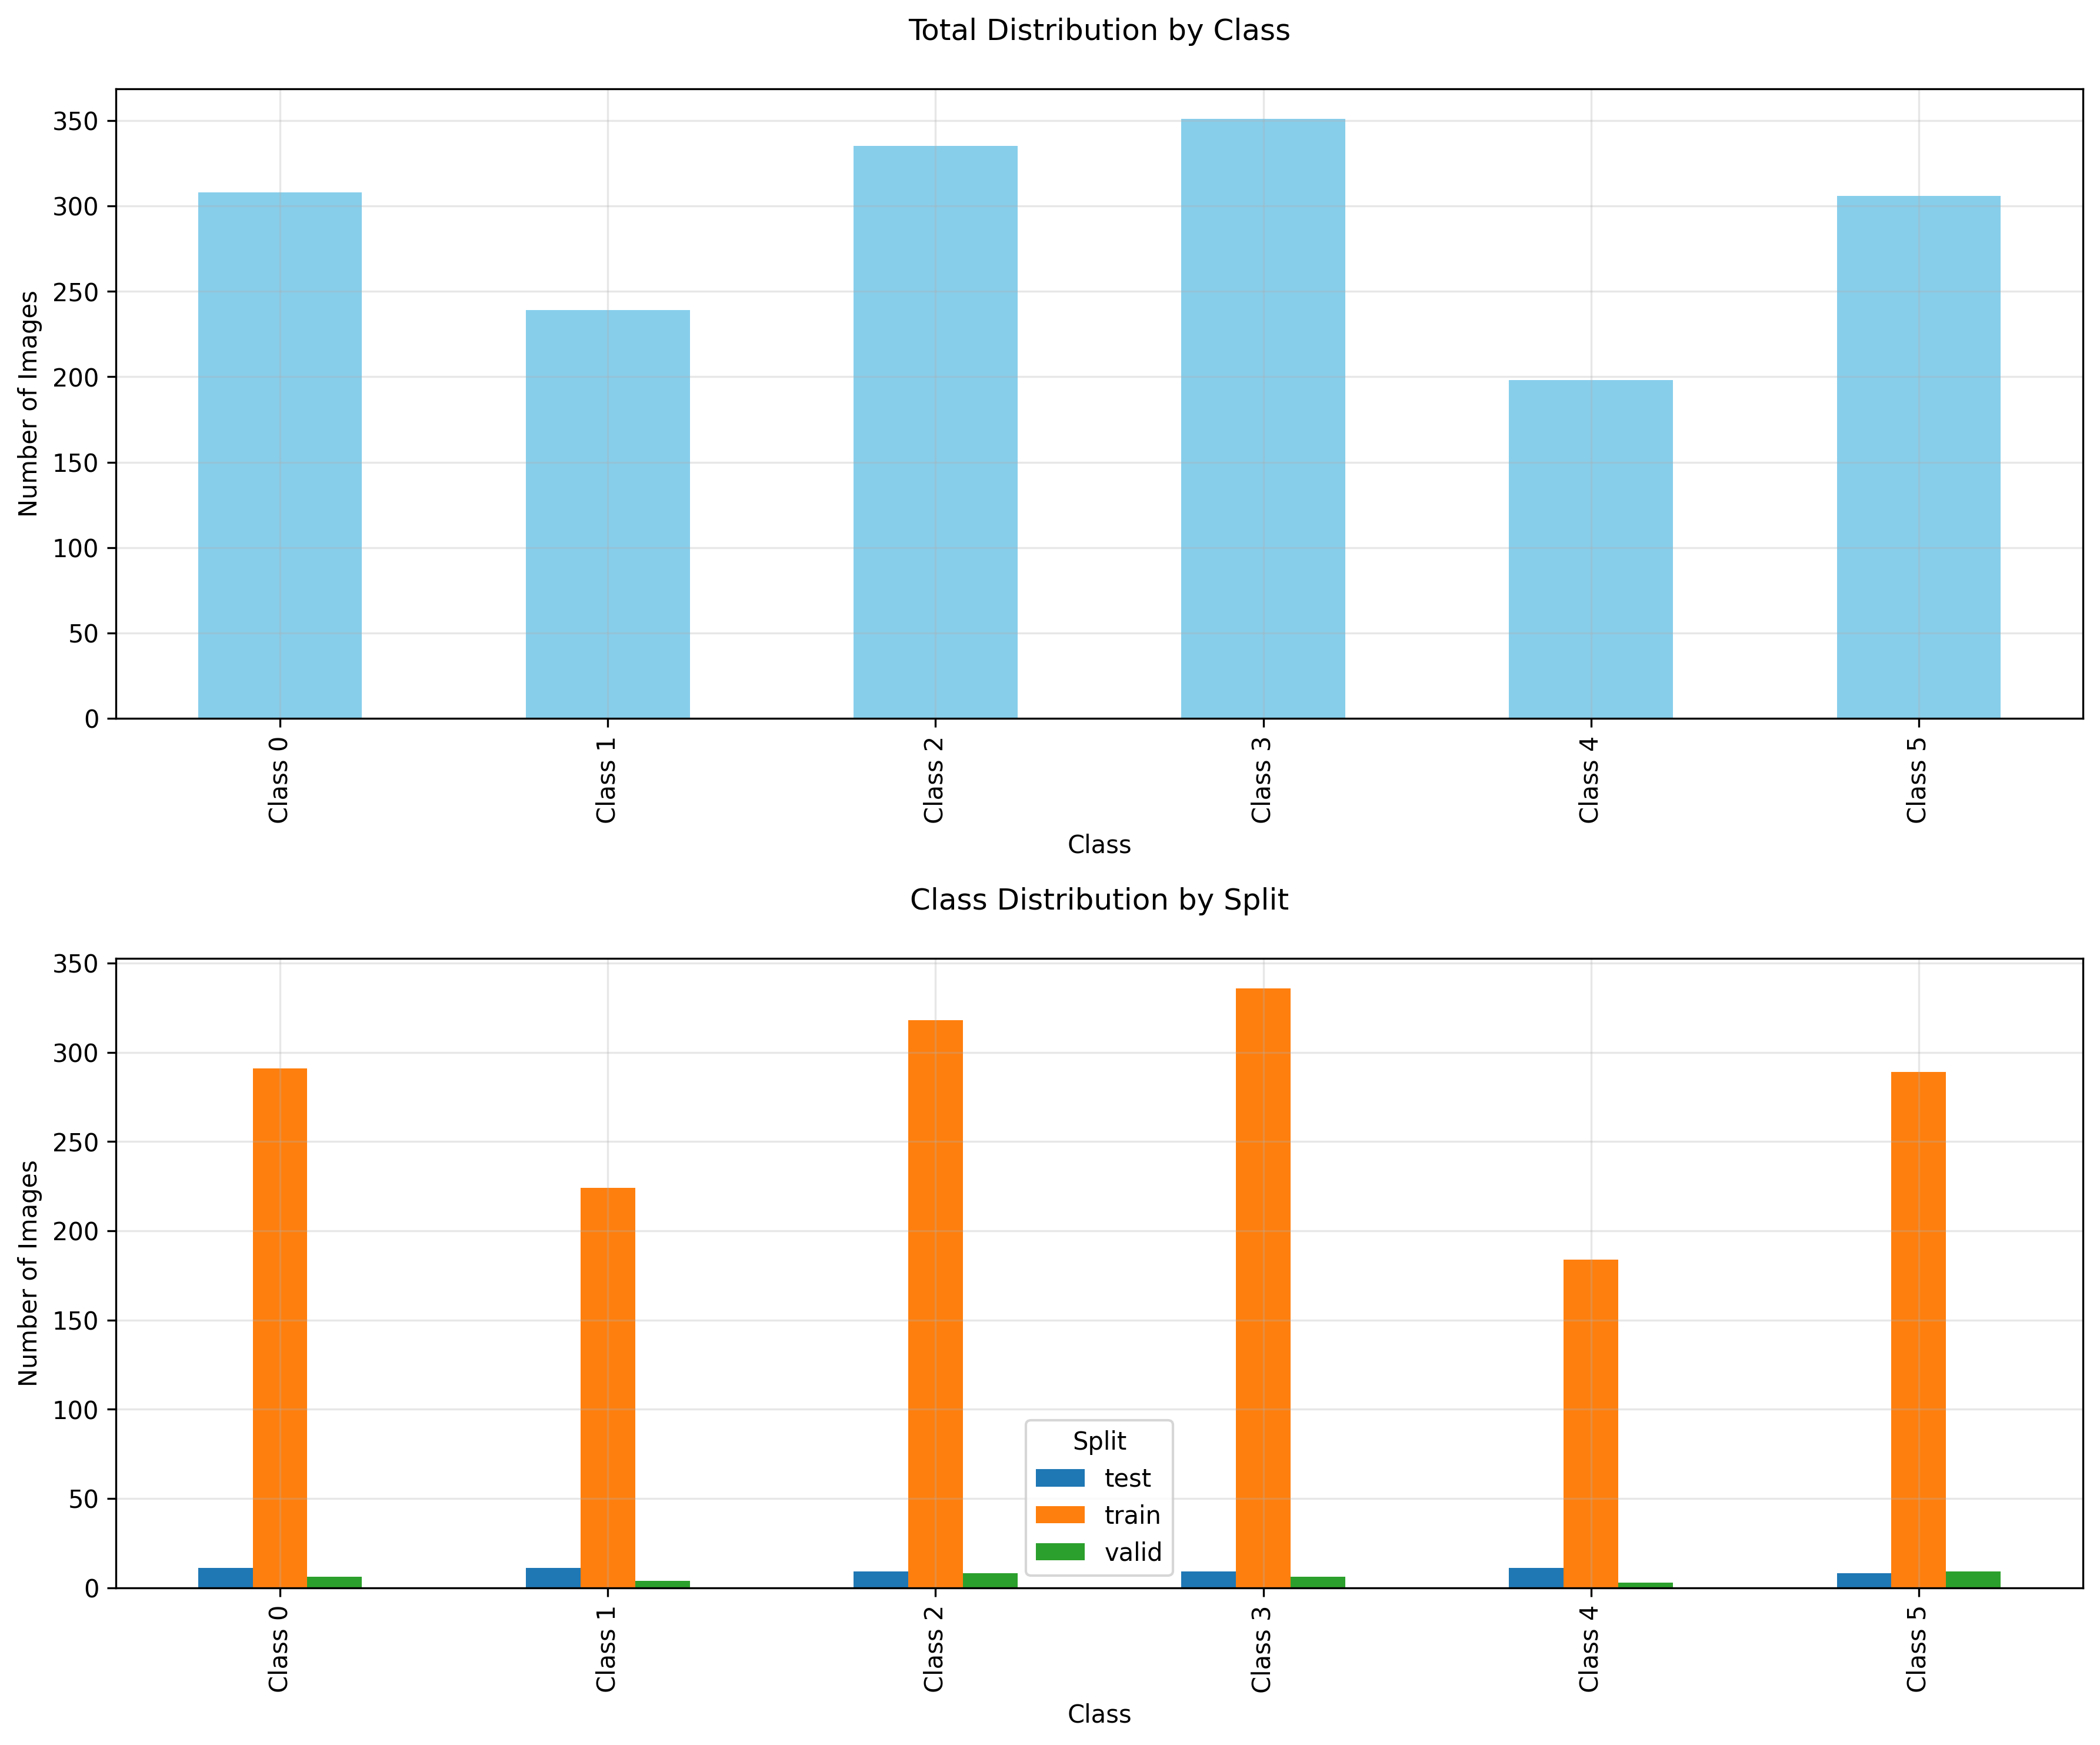 Total Distribution by Class
Number of Images
350
300
250
200
150
100
50
0
Class 0
Class 1
Class 2
Class 3
Class 4
Class 5
Class
Class Distribution by Split
Number of Images
350
300
250
200
150
100
50
0
Split
test
train
valid
Class 0
Class 1
Class 2
Class 3
Class 4
Class 5
Class